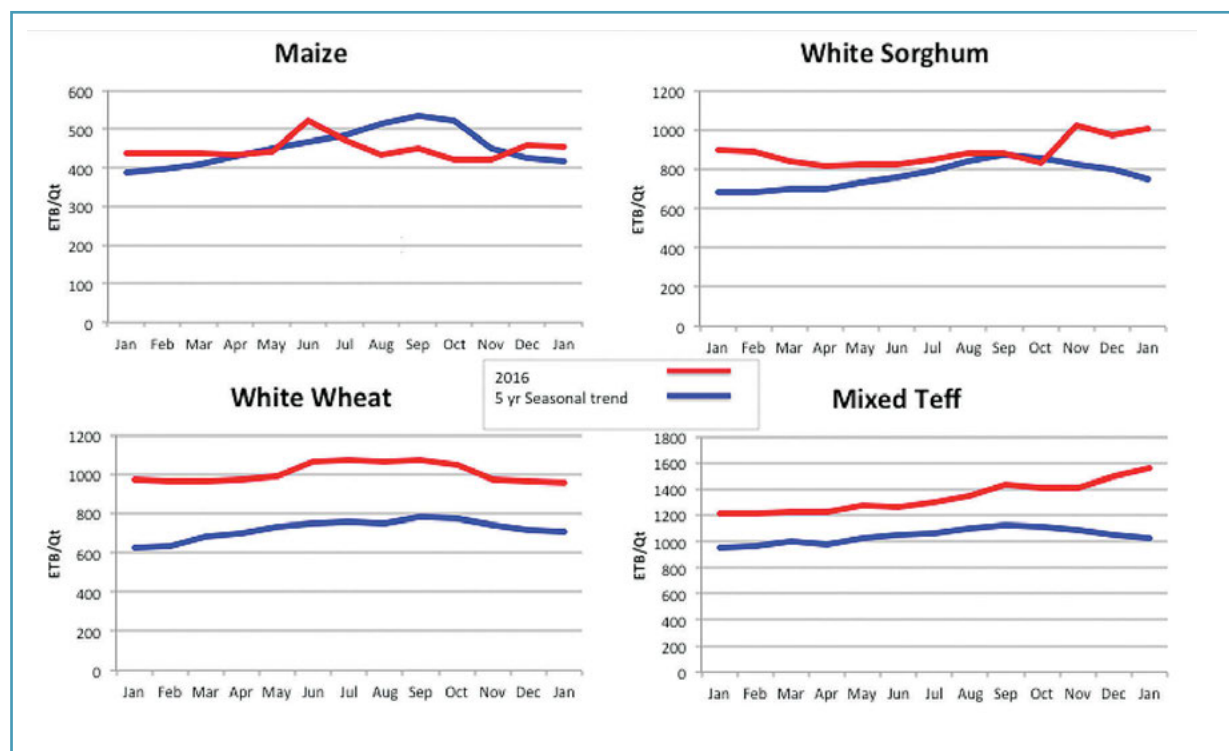 Maize
600
500
400
300
200
100
0
ETB/Qt
Jan Feb Mar Apr May Jun Jul Aug Sep Oct Nov Dec Jan
White Sorghum
1200
1000
800
600
400
200
0
ETB/Qt
Jan Feb Mar Apr May Jun Jul Aug Sep Oct Nov Dec Jan
2016
5 yr Seasonal trend
White Wheat
1200
1000
800
600
400
200
0
ETB/Qt
Jan Feb Mar Apr May Jun Jul Aug Sep Oct Nov Dec Jan
Mixed Teff
1800
1600
1400
1200
1000
800
600
400
200
0
ETB/Qt
Jan Feb Mar Apr May Jun Jul Aug Sep Oct Nov Dec Jan